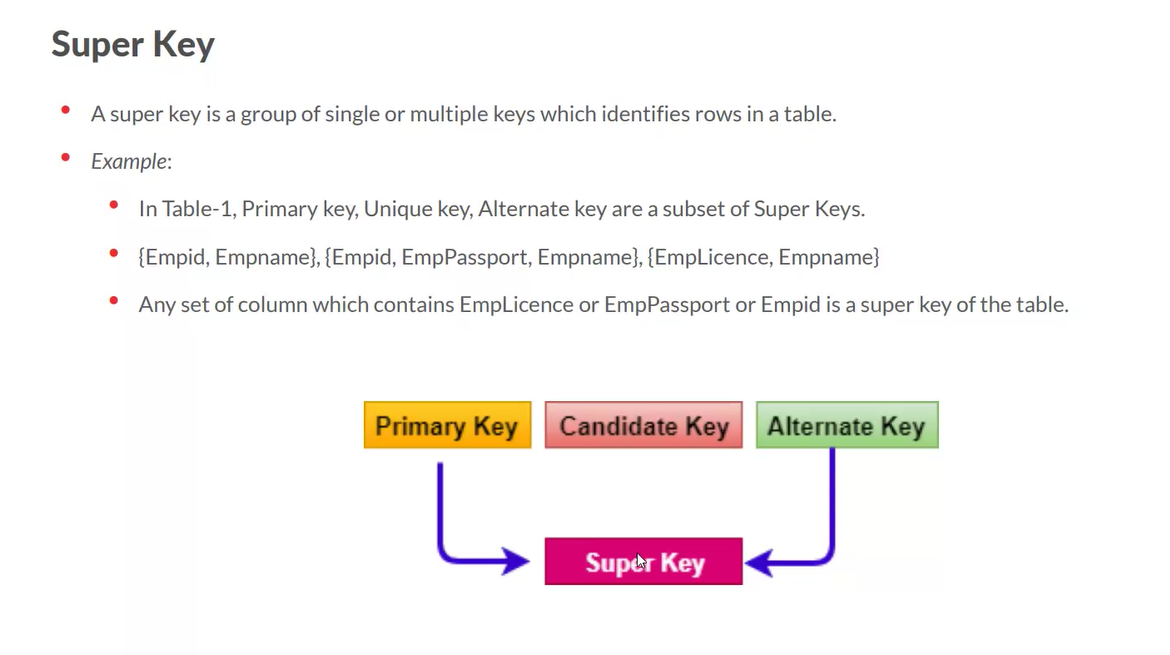 Super Key
• A super key is a group of single or multiple keys which identifies rows in a table.
• Example:
• In Table-1, Primary key, Unique key, Alternate key are a subset of Super Keys.
• {Empid, Empname}, {Empid, EmpPassport, Empname}, {EmpLicence, Empname}
• Any set of column which contains EmpLicence or EmpPassport or Empid is a super key of the table.
Primary Key Candidate Key Alternate Key
Super Key